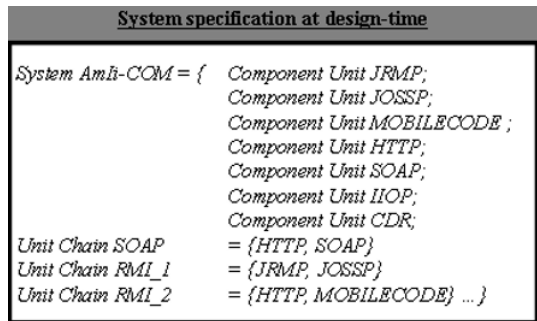 System specification at design-time
System AmIi-COM = { Component Unit JRMP;
Component Unit JOSSP;
Component Unit MOBILECODE ;
Component Unit HTTP;
Component Unit SOAP;
Component Unit IIOP;
Component Unit CDR;
Unit Chain SOAP = {HTTP, SOAP}
Unit Chain RMI_1 = {JRMP, JOSSP}
Unit Chain RMI_2 = {HTTP, MOBILECODE} ...}